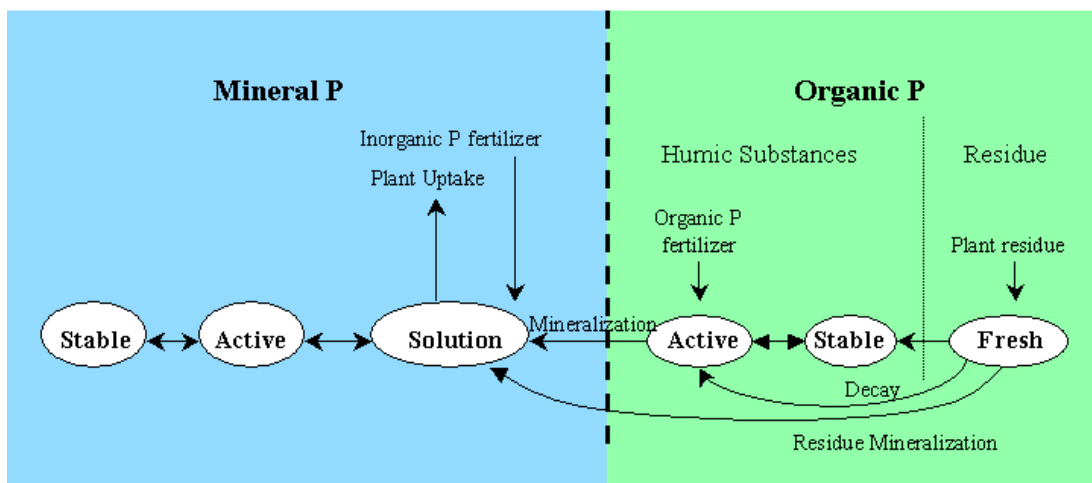 Mineral P
Organic P
Inorganic P fertilizer
Plant Uptake
Humic Substances
Residue
Organic P
fertilizer
Plant residue
Stable
Active
Solution
Mineralization
Active
Stable
Fresh
Decay
Residue Mineralization